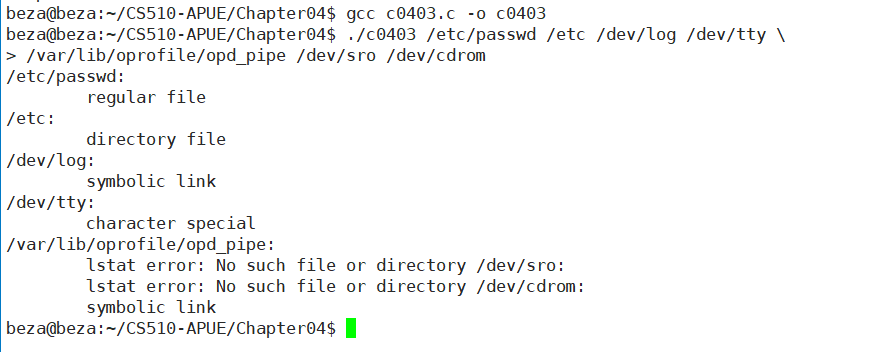 beza@beza:~/CS510-APUE/Chapter04$ gcc c0403.c -o c0403
beza@beza:~/CS510-APUE/Chapter04$ ./c0403 /etc/passwd /etc /dev/log /dev/tty \
> /var/lib/oprofile/opd_pipe /dev/sro /dev/cdrom
/etc/passwd:
        regular file
/etc:
        directory file
/dev/log:
        symbolic link
/dev/tty:
        character special
/var/lib/oprofile/opd_pipe:
        lstat error: No such file or directory /dev/sro:
        lstat error: No such file or directory /dev/cdrom:
        symbolic link
beza@beza:~/CS510-APUE/Chapter04$